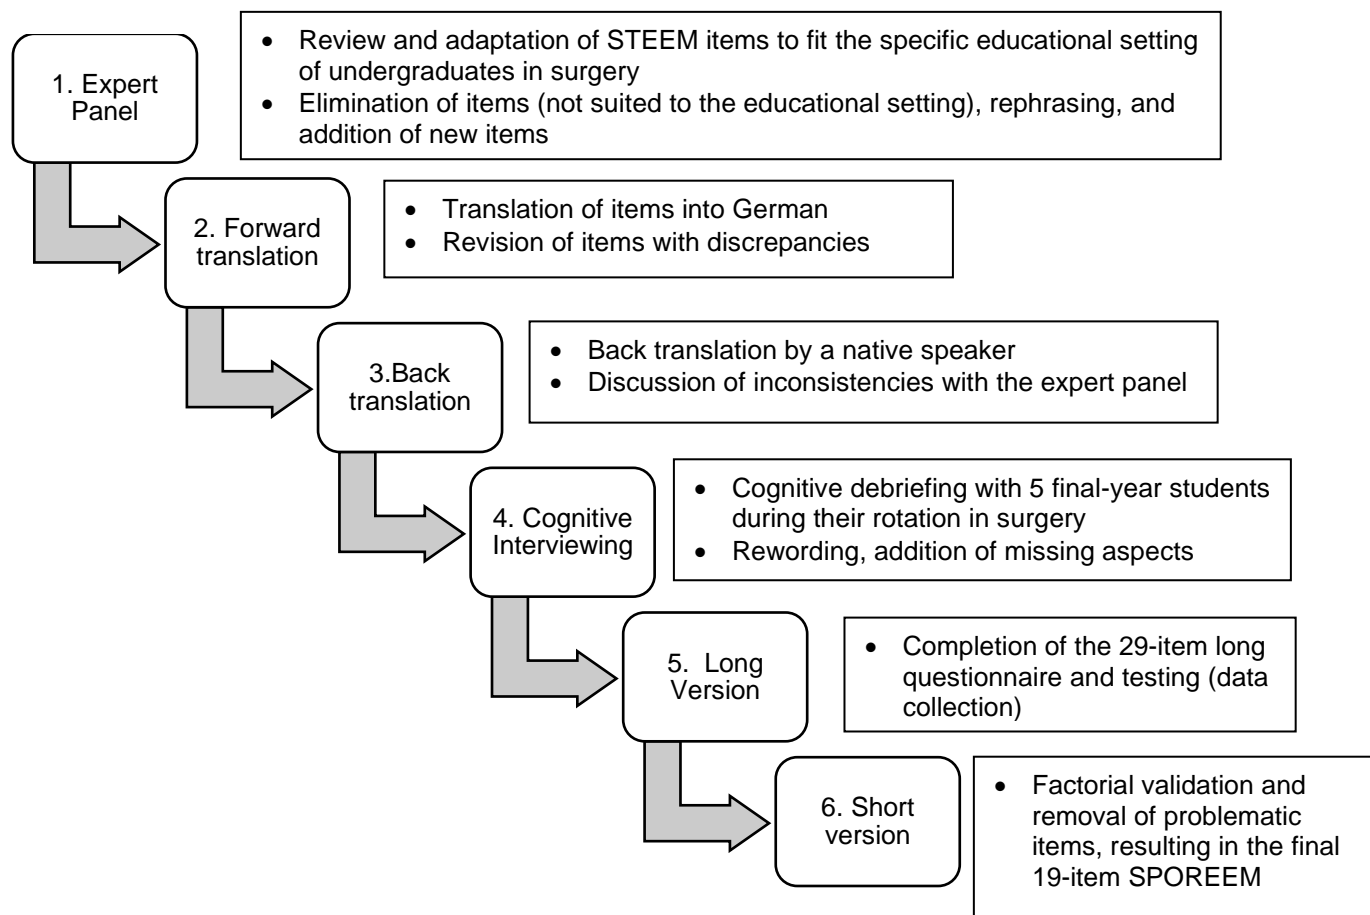 1. Expert
Panel
• Review and adaptation of STEEM items to fit the specific educational setting
of undergraduates in surgery
• Elimination of items (not suited to the educational setting), rephrasing, and
addition of new items
2. Forward
translation
• Translation of items into German
• Revision of items with discrepancies
3.Back
translation
• Back translation by a native speaker
• Discussion of inconsistencies with the expert panel
4. Cognitive
Interviewing
• Cognitive debriefing with 5 final-year students
during their rotation in surgery
• Rewording, addition of missing aspects
5. Long
Version
• Completion of the 29-item long
questionnaire and testing (data
collection)
6. Short
version
• Factorial validation and
removal of problematic
items, resulting in the final
19-item SPOREEM